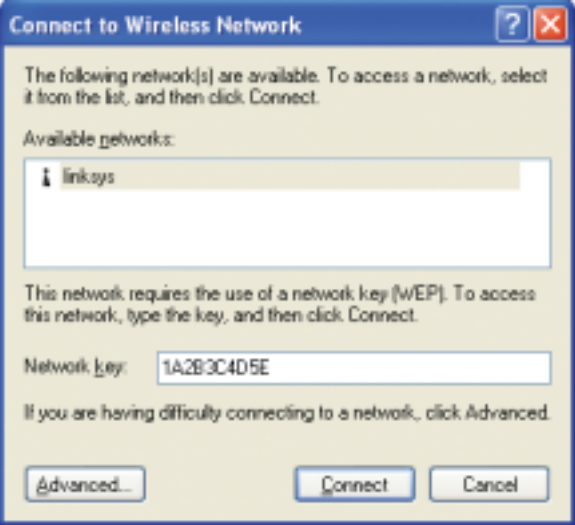 Connect to Wireless Network
The following network(s) are available. To access a network, select
it from the list, and then click Connect.
Available networks:
linksys
This network requires the use of a network key (WEP). To access
this network, type the key, and then click Connect.
Network key: 1A2B3C4D5E
If you are having difficulty connecting to a network, click Advanced.
Advanced... Connect Cancel